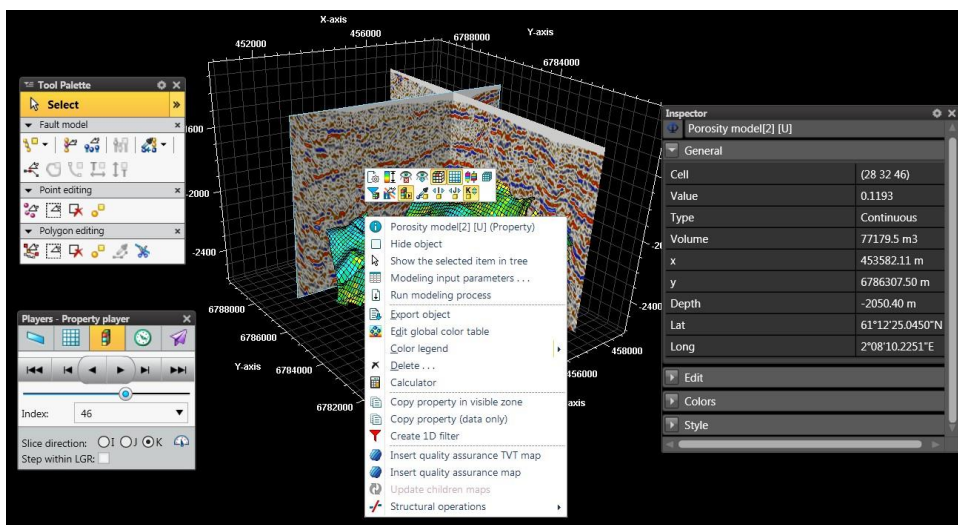 X-axis
452000
456000
6788000
Y-axis
6784000
Tool Palette
Select
Fault model
Point editing
Polygon editing
1600
-2000
-2400
Players - Property player
Index: 46
Slice direction: I J K
Step within LGR:
6788000
6786000
Y-axis 6784000
6782000
Porosity model[2] [U] (Property)
Hide object
Show the selected item in tree
Modeling input parameters . . .
Run modeling process
Export object
Edit global color table
Color legend
Delete . . .
Calculator
Copy property in visible zone
Copy property (data only)
Create 1D filter
Insert quality assurance TVT map
Insert quality assurance map
Update children maps
Structural operations
-2400
458000
456000
axis
Inspector
Porosity model[2] [U]
General
Cell (28 32 46)
Value 0.1193
Type Continuous
Volume 77179.5 m3
x 453582.11 m
y 6786307.50 m
Depth -2050.40 m
Lat 61°12'25.0450"N
Long 2°08'10.2251"E
Edit
Colors
Style